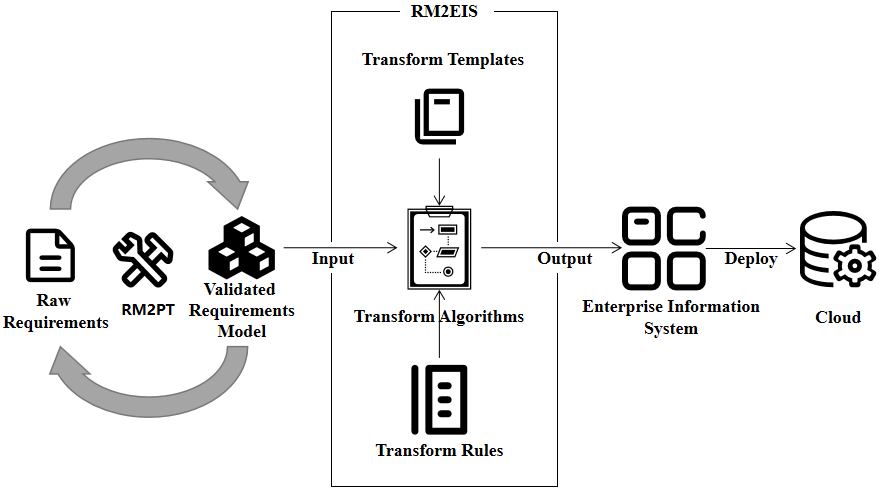 RM2EIS
Transform Templates
Input
Output
Deploy
Raw
Requirements
RM2PT
Validated
Requirements
Model
Transform Algorithms
Enterprise Information
System
Cloud
Transform Rules